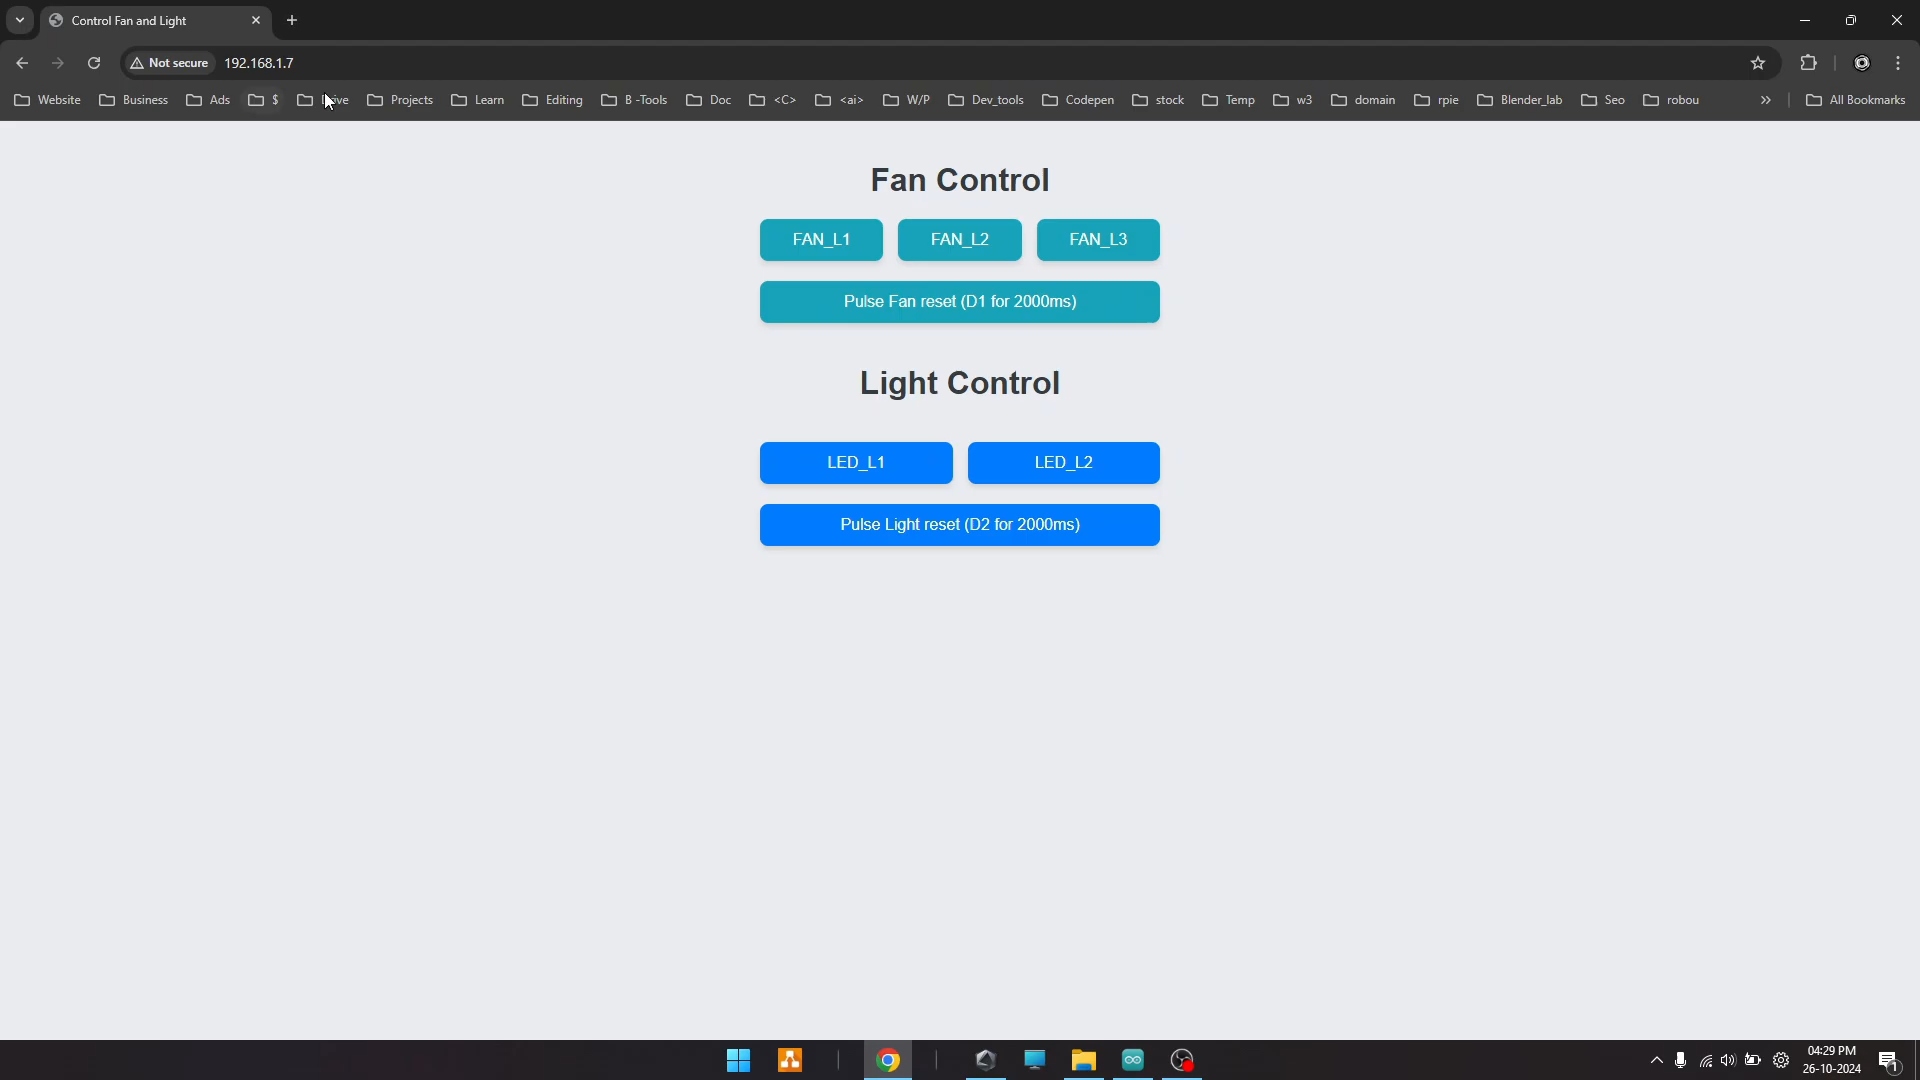 Control Fan and Light
Not secure 192.168.1.7
Website Business Ads $ Projects Learn Editing B -Tools Doc <C> <ai> W/P Dev_tools Codepen stock Temp w3 domain rpie Blender_lab Seo robou » All Bookmarks
Fan Control
FAN_L1 FAN_L2 FAN_L3
Pulse Fan reset (D1 for 2000ms)
Light Control
LED_L1 LED_L2
Pulse Light reset (D2 for 2000ms)
04:29 PM
26-10-2024
1